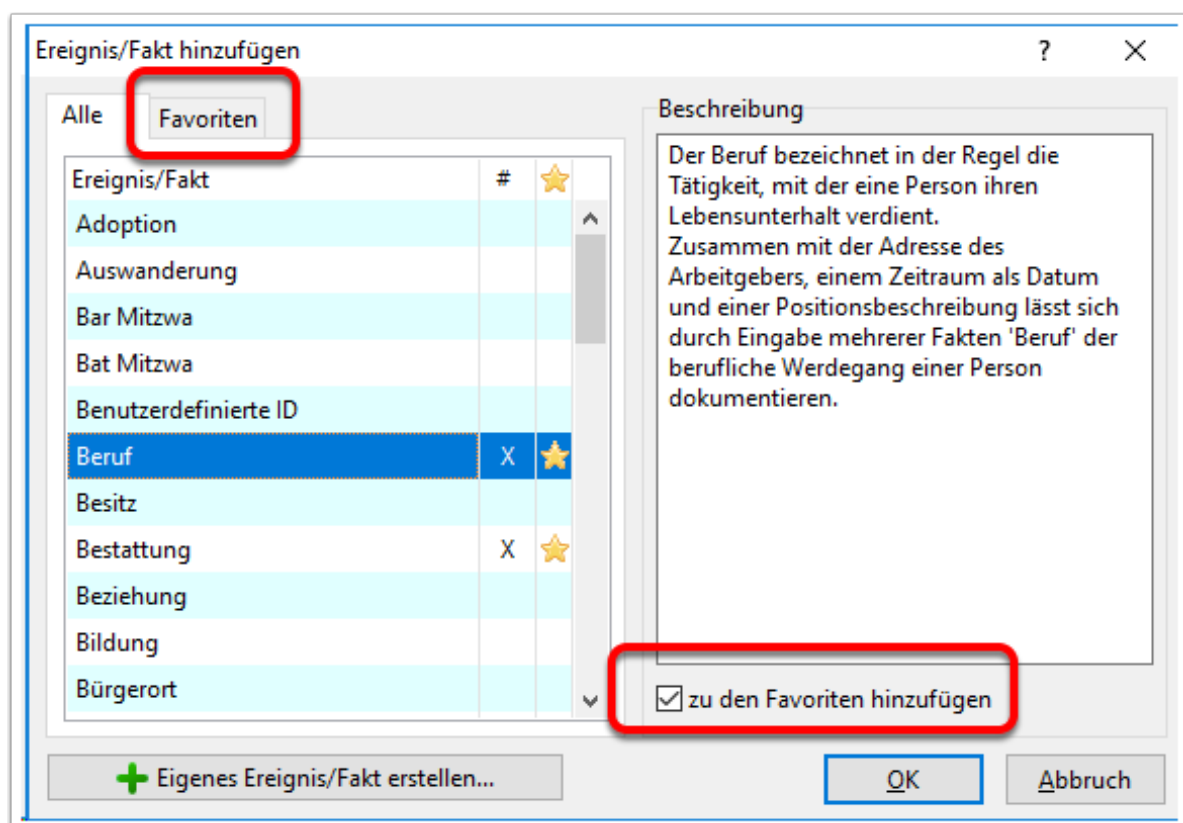 Ereignis/Fakt hinzufügen
?
Alle
Favoriten
Ereignis/Fakt #
Adoption
Auswanderung
Bar Mitzwa
Bat Mitzwa
Benutzerdefinierte ID
Beruf X
Besitz
Bestattung X
Beziehung
Bildung
Bürgerort
Beschreibung
Der Beruf bezeichnet in der Regel die
Tätigkeit, mit der eine Person ihren
Lebensunterhalt verdient.
Zusammen mit der Adresse des
Arbeitgebers, einem Zeitraum als Datum
und einer Positionsbeschreibung lässt sich
durch Eingabe mehrerer Fakten 'Beruf' der
berufliche Werdegang einer Person
dokumentieren.
zu den Favoriten hinzufügen
Eigenes Ereignis/Fakt erstellen...
OK
Abbruch